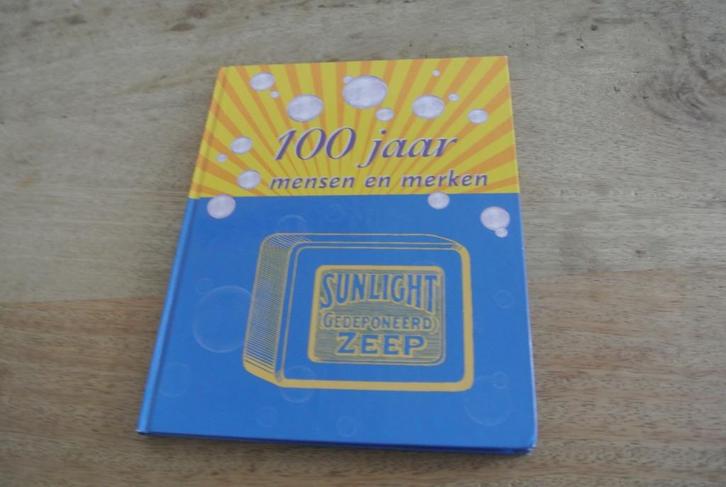 100 jaar
mensen en merken
SUNLIGHT
GEDEPONEERD
ZEEP